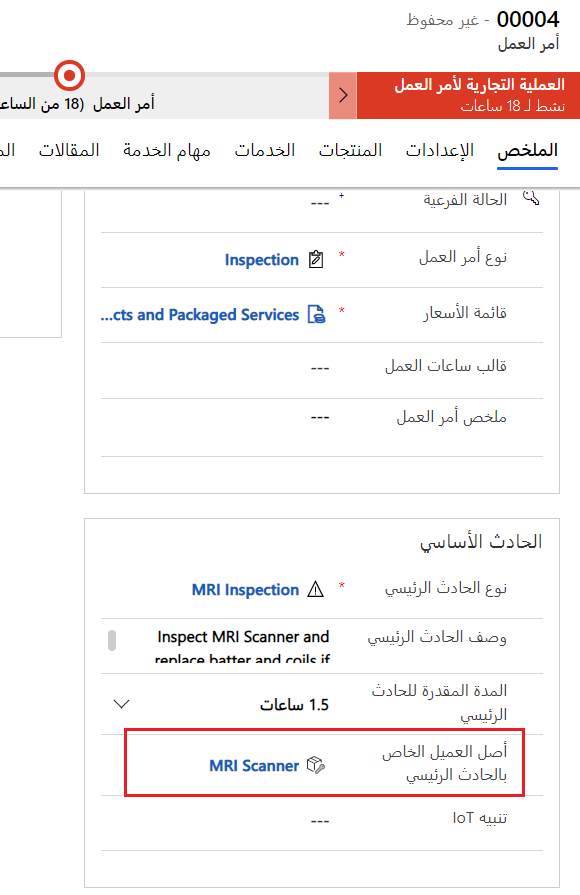 00004 - غير محفوظ
أمر العمل
العملية التجارية لأمر العمل
نشط لـ 18 ساعات
أمر العمل (18 من الساعا
الملخص الإعدادات المنتجات الخدمات مهام الخدمة المقالات الم
الحالة الفرعية + ---
نوع أمر العمل * Inspection
قائمة الأسعار * ...cts and Packaged Services
قالب ساعات العمل ---
ملخص أمر العمل ---
الحادث الأساسي
نوع الحادث الرئيسي * MRI Inspection
وصف الحادث الرئيسي Inspect MRI Scanner and
replace batter and coils if
المدة المقدرة للحادث
الرئيسي
1.5 ساعات
أصل العميل الخاص
بالحادث الرئيسي
MRI Scanner
تنبيه IoT ---